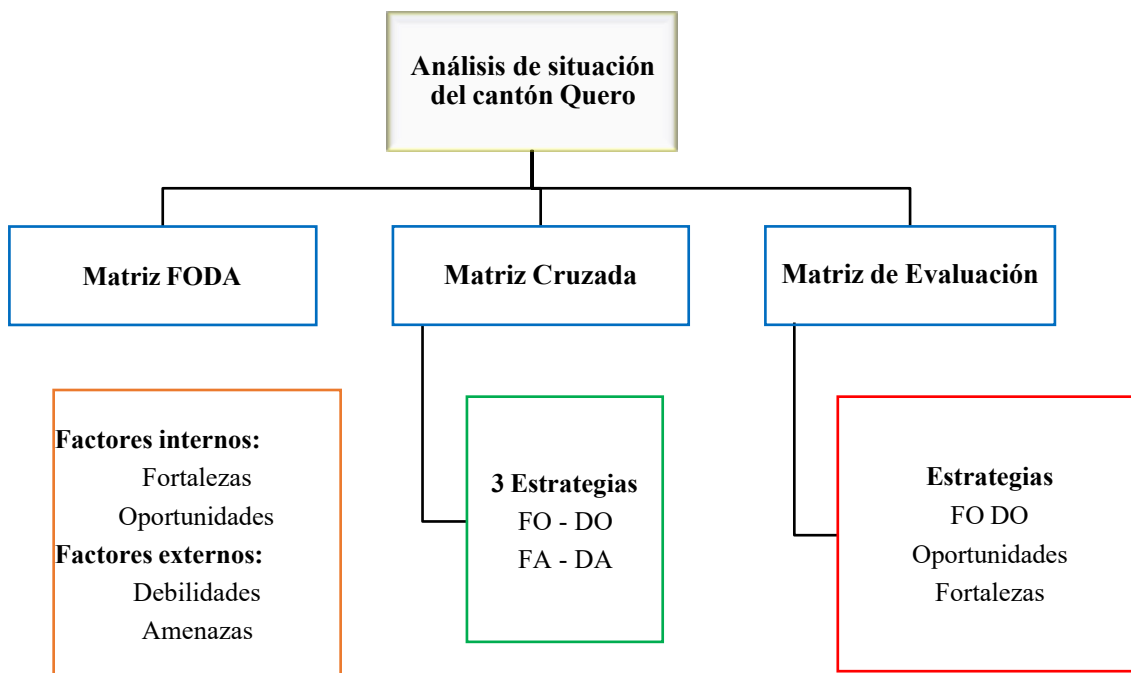 Análisis de situación
del cantón Quero
Matriz FODA
Matriz Cruzada
Matriz de Evaluación
Factores internos:
Fortalezas
Oportunidades
Factores externos:
Debilidades
Amenazas
3 Estrategias
FO - DO
FA - DA
Estrategias
FO DO
Oportunidades
Fortalezas